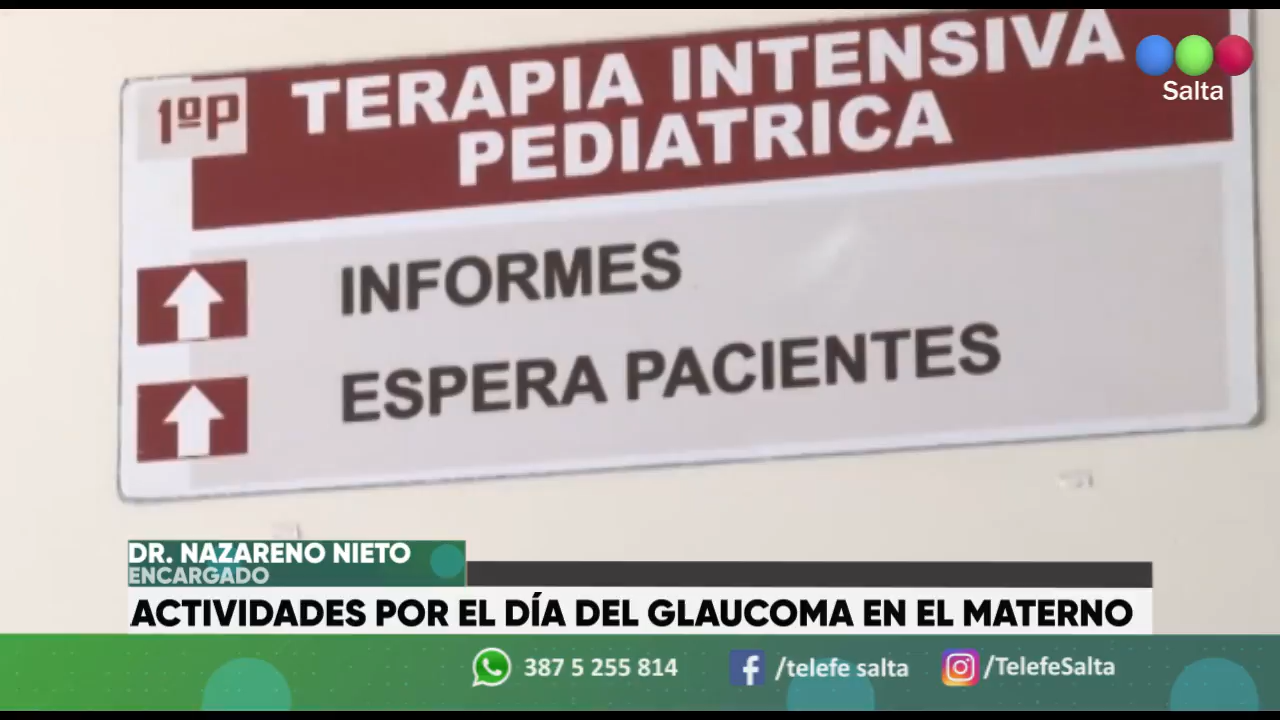 Salta
1ºP
TERAPIA INTENSIVA
PEDIATRICA
INFORMES
ESPERA PACIENTES
DR. NAZARENO NIETO
ENCARGADO
ACTIVIDADES POR EL DÍA DEL GLAUCOMA EN EL MATERNO
387 5 255 814
/telefe salta
/TelefeSalta